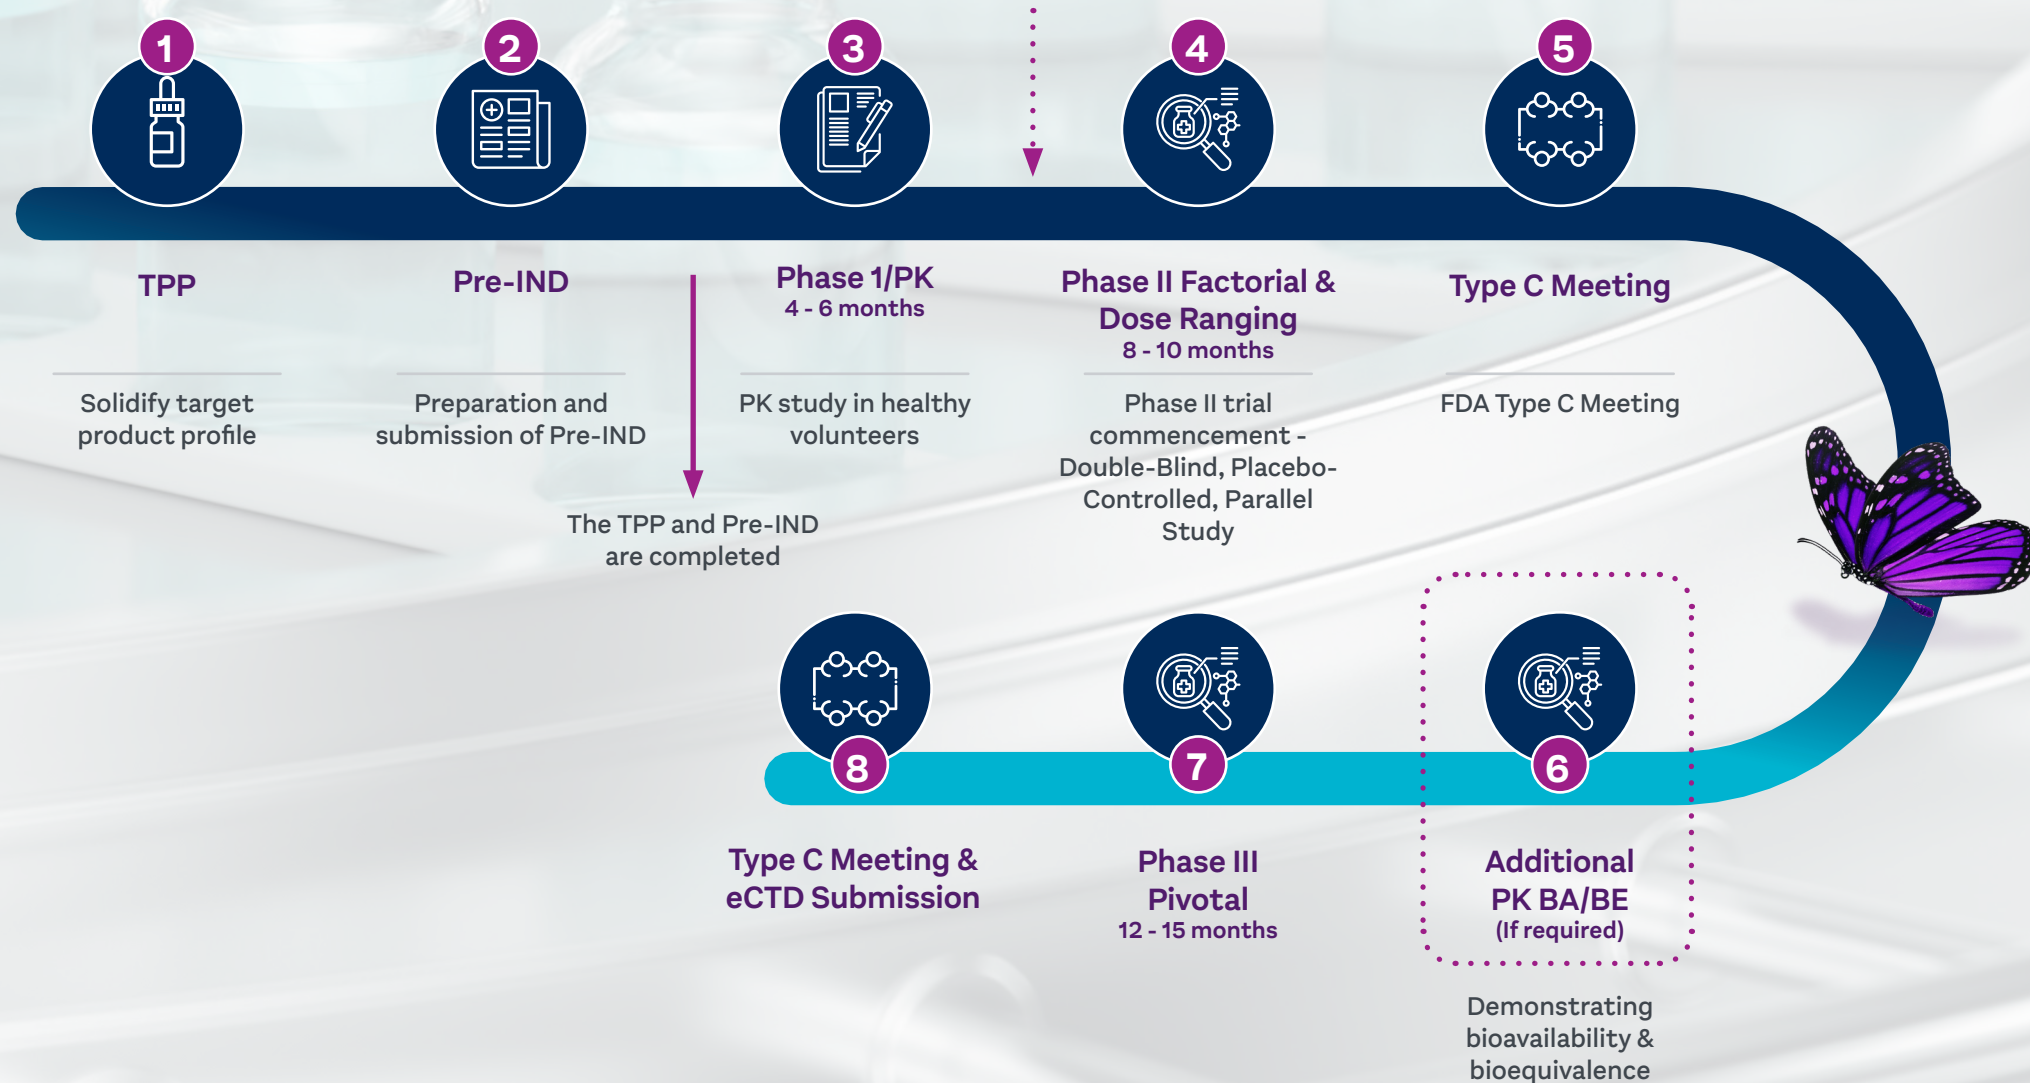 1
TPP
Solidify target
product profile
2
Pre-IND
Preparation and
submission of Pre-IND
The TPP and Pre-IND
are completed
3
Phase 1/PK
4 - 6 months
PK study in healthy
volunteers
4
Phase II Factorial &
Dose Ranging
8 - 10 months
Phase II trial
commencement -
Double-Blind, Placebo-
Controlled, Parallel
Study
5
Type C Meeting
FDA Type C Meeting
6
Additional
PK BA/BE
(If required)
Demonstrating
bioavailability &
bioequivalence
7
Phase III
Pivotal
12 - 15 months
8
Type C Meeting &
eCTD Submission